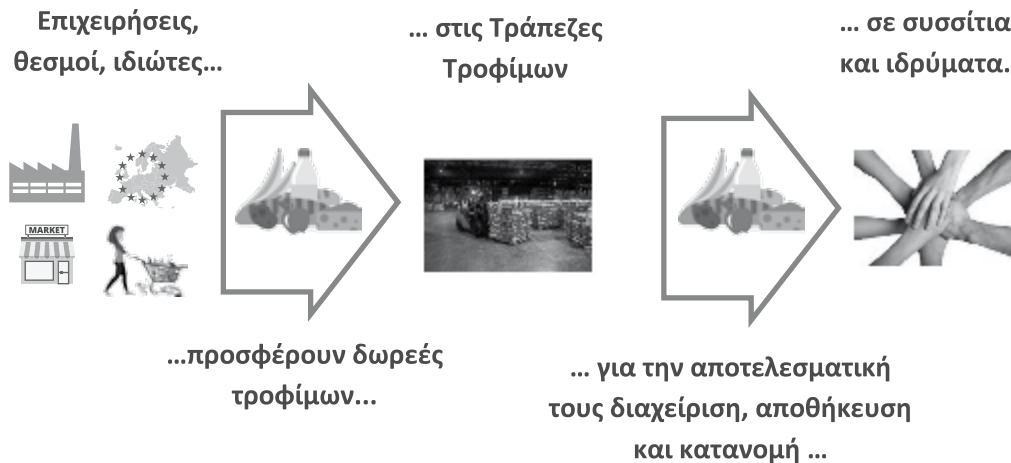 Επιχειρήσεις,
θεσμοί, ιδιώτες...
MARKET
...προσφέρουν δωρεές
τροφίμων...
... στις Τράπεζες
Τροφίμων
... για την αποτελεσματική
τους διαχείριση, αποθήκευση
και κατανομή ...
... σε συσσίτια
και ιδρύματα.